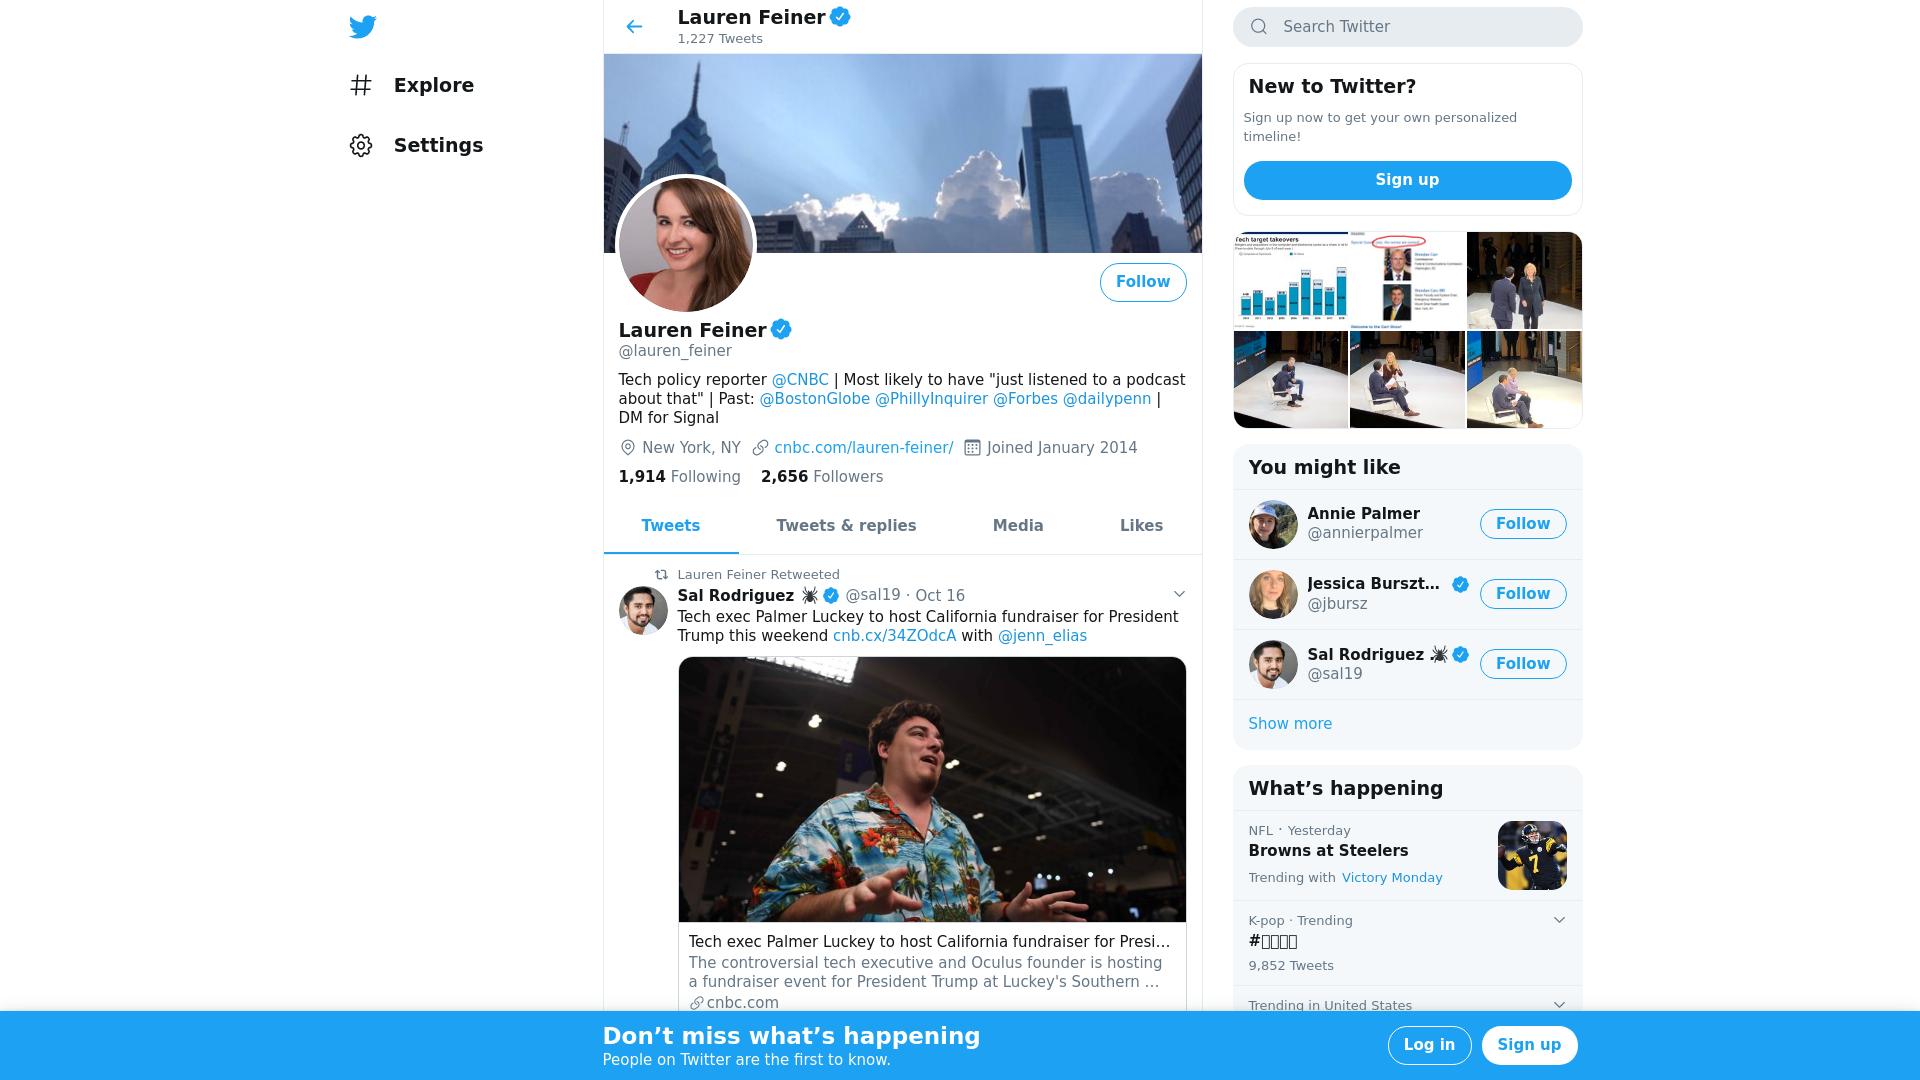 Explore
Settings
Lauren Feiner
1,227 Tweets
Follow
Lauren Feiner
@lauren_feiner
Tech policy reporter @CNBC | Most likely to have "just listened to a podcast
about that" | Past: @BostonGlobe @PhillyInquirer @Forbes @dailypenn |
DM for Signal
New York, NY cnbc.com/lauren-feiner/ Joined January 2014
1,914 Following 2,656 Followers
Tweets Tweets & replies Media Likes
Lauren Feiner Retweeted
Sal Rodriguez @sal19 · Oct 16
Tech exec Palmer Luckey to host California fundraiser for President
Trump this weekend cnb.cx/34ZOdcA with @jenn_elias
Tech exec Palmer Luckey to host California fundraiser for Presi…
The controversial tech executive and Oculus founder is hosting
a fundraiser event for President Trump at Luckey's Southern …
cnbc.com
Search Twitter
New to Twitter?
Sign up now to get your own personalized
timeline!
Sign up
Tech target takeovers
You might like
Annie Palmer
@annierpalmer
Follow
Jessica Burszt…
@jbursz
Follow
Sal Rodriguez
@sal19
Follow
Show more
What’s happening
NFL · Yesterday
Browns at Steelers
Trending with Victory Monday
7
K-pop · Trending
#
9,852 Tweets
Trending in United States
Don’t miss what’s happening
People on Twitter are the first to know.
Log in
Sign up